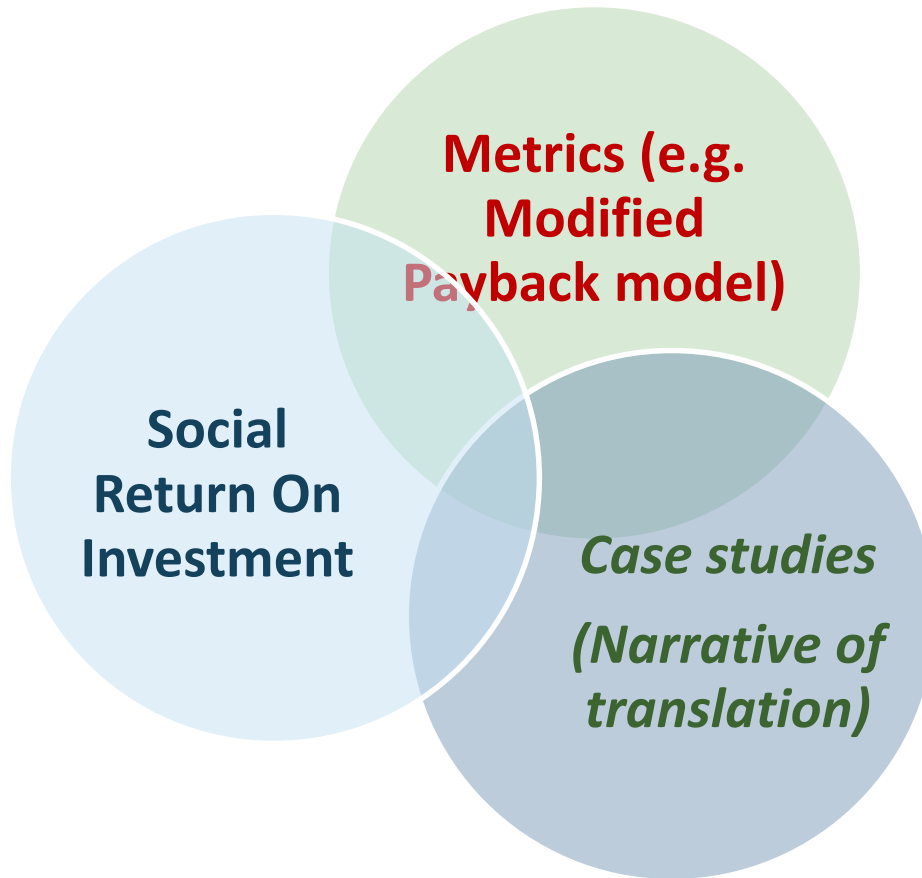 Metrics (e.g.
Modified
Payback model)
Social
Return On
Investment
Case studies
(Narrative of
translation)